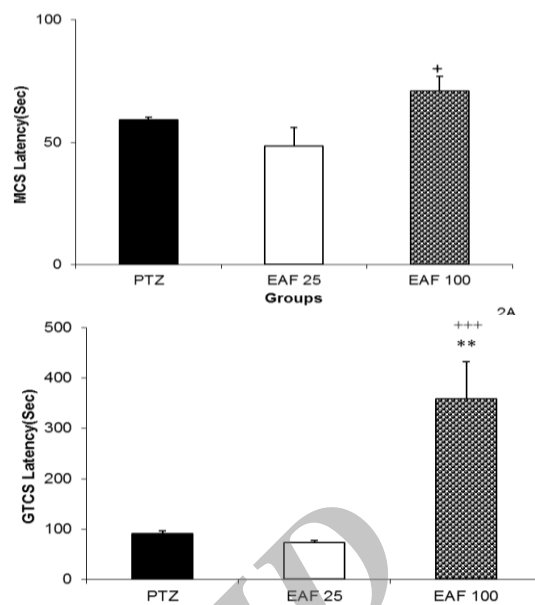 100
MCS Latency(Sec)
50
0
+
PTZ EAF 25 EAF 100
Groups
2A
500
GTCS Latency(Sec)
400
300
200
100
0
+++
**
PTZ EAF 25 EAF 100